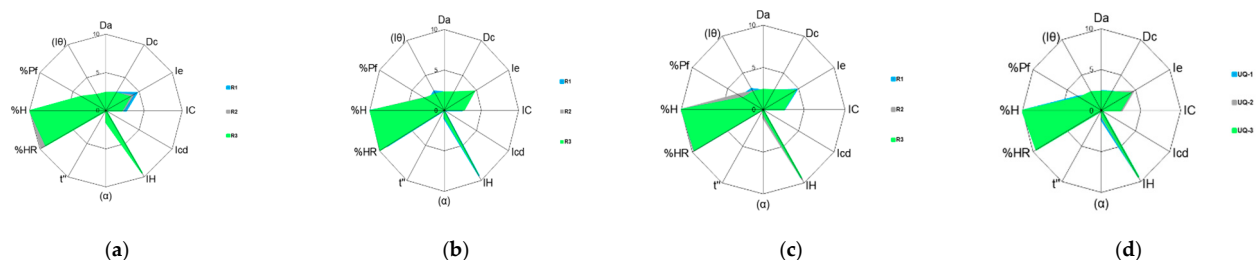 Da
10
(Iθ)
Dc
%Pf
Ie
5
%H
0
IC
%HR
Icd
t"
IH
(α)
R1
R2
R3
(a)
Da
10
(Iθ)
Dc
%Pf
Ie
5
%H
0
IC
%HR
Icd
t"
IH
(α)
R1
R2
R3
(b)
Da
10
(Iθ)
Dc
%Pf
Ie
5
%H
0
IC
%HR
Icd
t"
IH
(α)
R1
R2
R3
(c)
Da
10
(Iθ)
Dc
%Pf
Ie
5
%H
0
IC
%HR
Icd
t"
IH
(α)
UQ-1
UQ-2
UQ-3
(d)